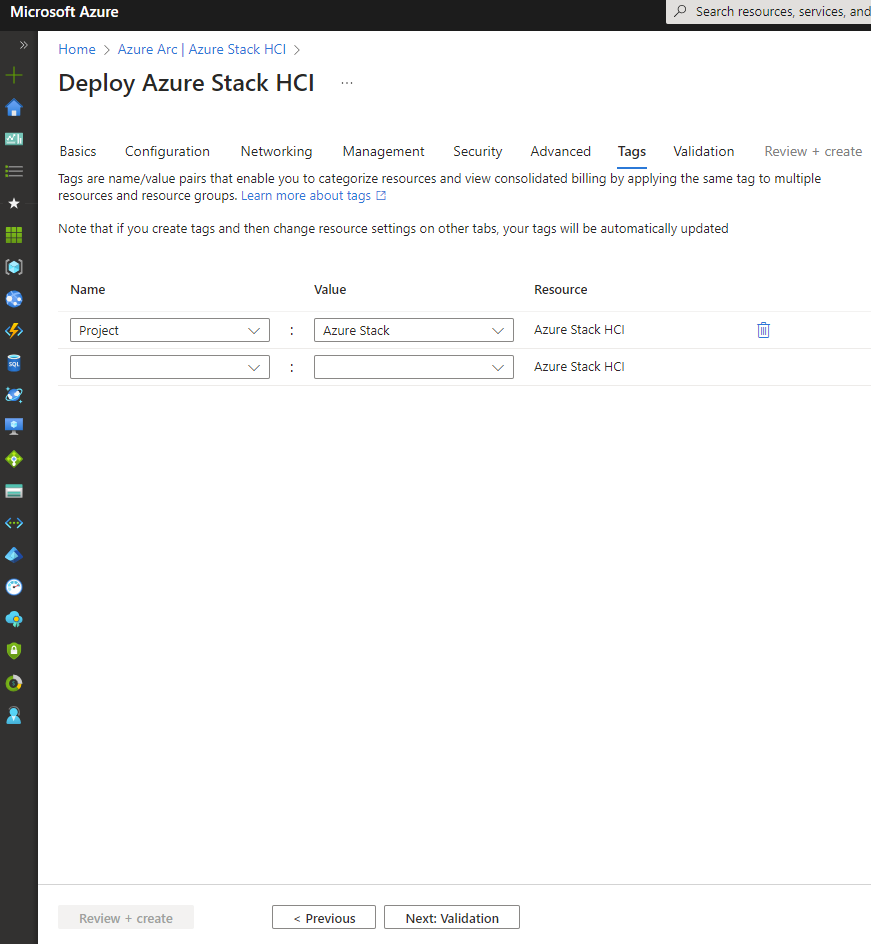 Microsoft Azure
Search resources, services, and
Home > Azure Arc | Azure Stack HCI >
Deploy Azure Stack HCI ...
Basics Configuration Networking Management Security Advanced Tags Validation Review + create
Tags are name/value pairs that enable you to categorize resources and view consolidated billing by applying the same tag to multiple
resources and resource groups. Learn more about tags
Note that if you create tags and then change resource settings on other tabs, your tags will be automatically updated
Name Value Resource
Project : Azure Stack Azure Stack HCI
: Azure Stack HCI
Review + create < Previous Next: Validation